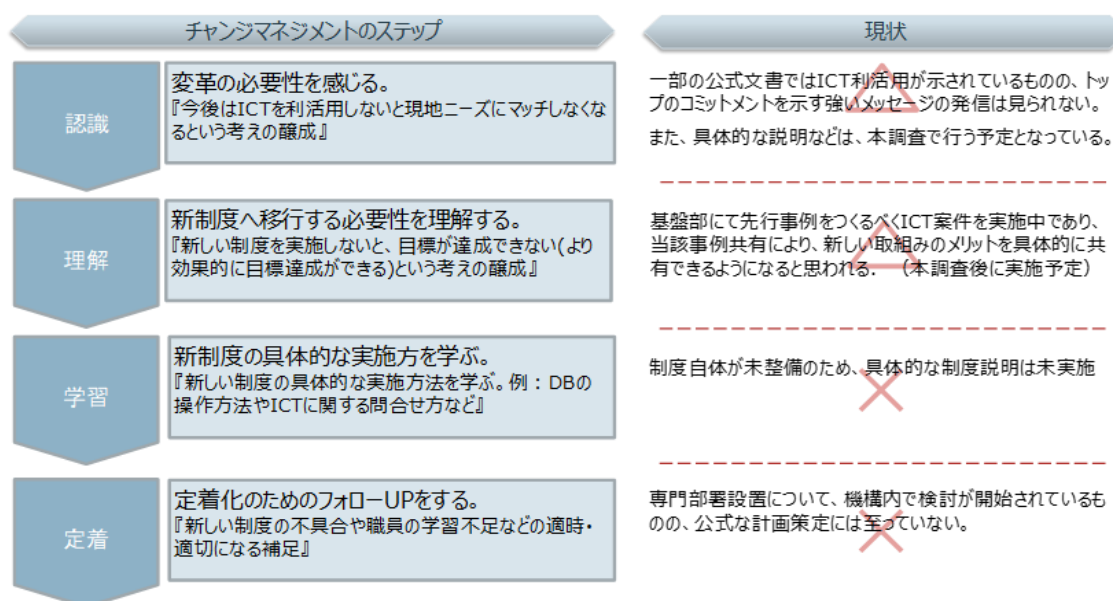 チャンジマネジメントのステップ
現状
認識
変革の必要性を感じる。
『今後はICTを利活用しないと現地ニーズにマッチしなくな
るという考えの醸成』
一部の公式文書ではICT利活用が示されているものの、トッ
プのコミットメントを示す強いメッセージの発信は見られない。
また、具体的な説明などは、本調査で行う予定となっている。
理解
新制度へ移行する必要性を理解する。
『新しい制度を実施しないと、目標が達成できない(より
効果的に目標達成ができる)という考えの醸成』
基盤部にて先行事例をつくるべくICT案件を実施中であり、
当該事例共有により、新しい取組みのメリットを具体的に共
有できるようになると思われる. （本調査後に実施予定）
学習
新制度の具体的な実施方を学ぶ。
『新しい制度の具体的な実施方法を学ぶ。例：DBの
操作方法やICTに関する問合せ方など』
制度自体が未整備のため、具体的な制度説明は未実施
定着
定着化のためのフォローUPをする。
『新しい制度の不具合や職員の学習不足などの適時・
適切になる補足』
専門部署設置について、機構内で検討が開始されているも
のの、公式な計画策定には至っていない。